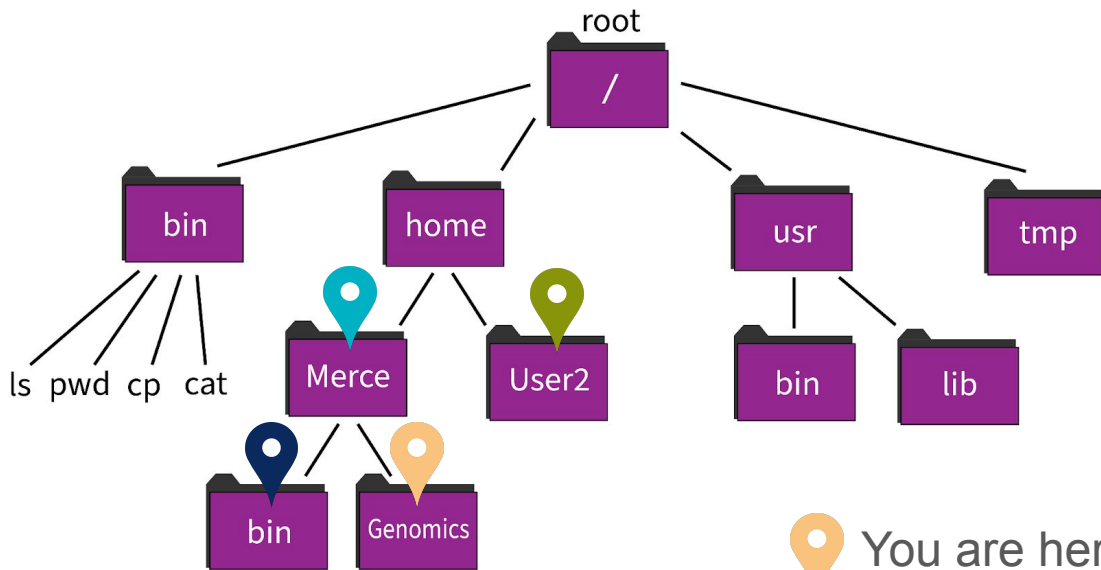 root
/
bin
home
usr
tmp
ls pwd cp cat
Merce
User2
bin
lib
bin
Genomics
You are her